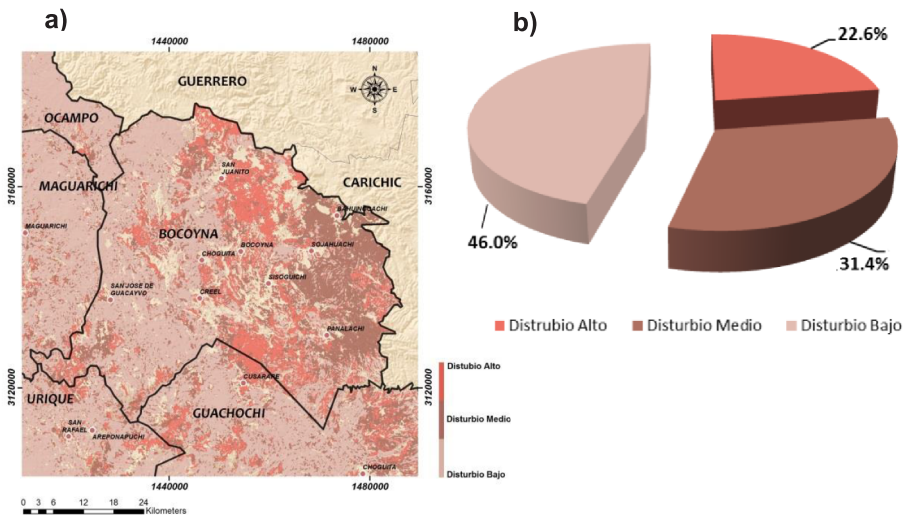 a)
b)
1440000
1480000
22.6%
46.0%
31.4%
Distrubio Alto
Disturbio Medio
Disturbio Bajo
GUERRERO
N
W
E
S
OCAMPO
SAN
JUANITO
3160000
3160000
MAGUARICHI
CARICHIC
MAGUARICHI
BOCOYNA
SOJAHUACHI
BOCOYNA
CHOGUITA
SISOGUICHI
SAN JOSE DE
GUACAYVO
CREEL
PANALACHI
Distubio Alto
Disturbio Medio
Disturbio Bajo
3120000
3120000
CUSARARE
URIQUE
GUACHOCHI
SAN
RAFAEL
AREPONAPUCHI
CHOGUITA
1440000
1480000
0 3 6 12 18 24
Kilometers